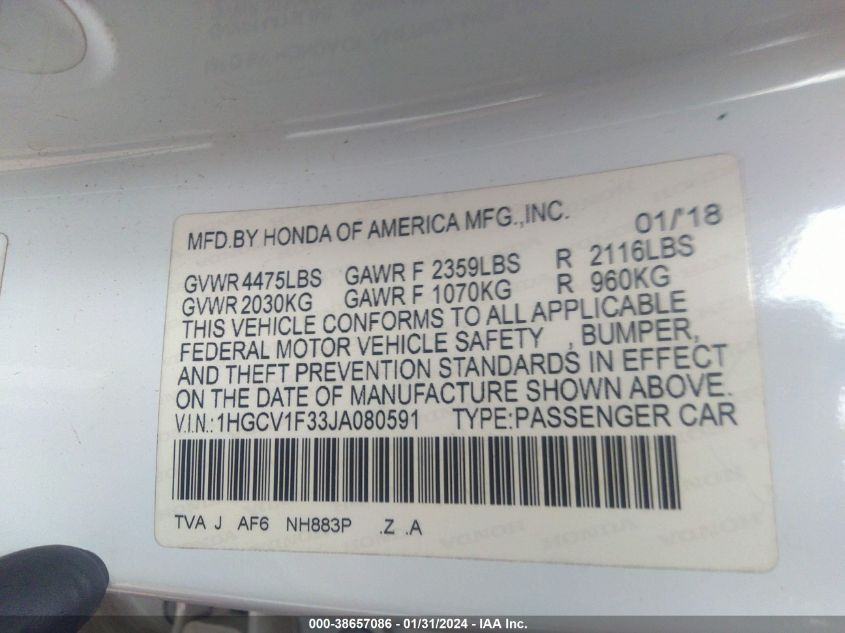 MFD.BY HONDA OF AMERICA MFG.,INC. 01/'18
GVWR 4475LBS GAWR F 2359LBS R 2116LBS
GVWR 2030KG GAWR F 1070KG R 960KG
THIS VEHICLE CONFORMS TO ALL APPLICABLE
FEDERAL MOTOR VEHICLE SAFETY , BUMPER,
AND THEFT PREVENTION STANDARDS IN EFFECT
ON THE DATE OF MANUFACTURE SHOWN ABOVE.
V.I.N.: 1HGCV1F33JA080591 TYPE:PASSENGER CAR
TVA J AF6 NH883P .Z .A
000-38657086 - 01/31/2024 - IAA Inc.